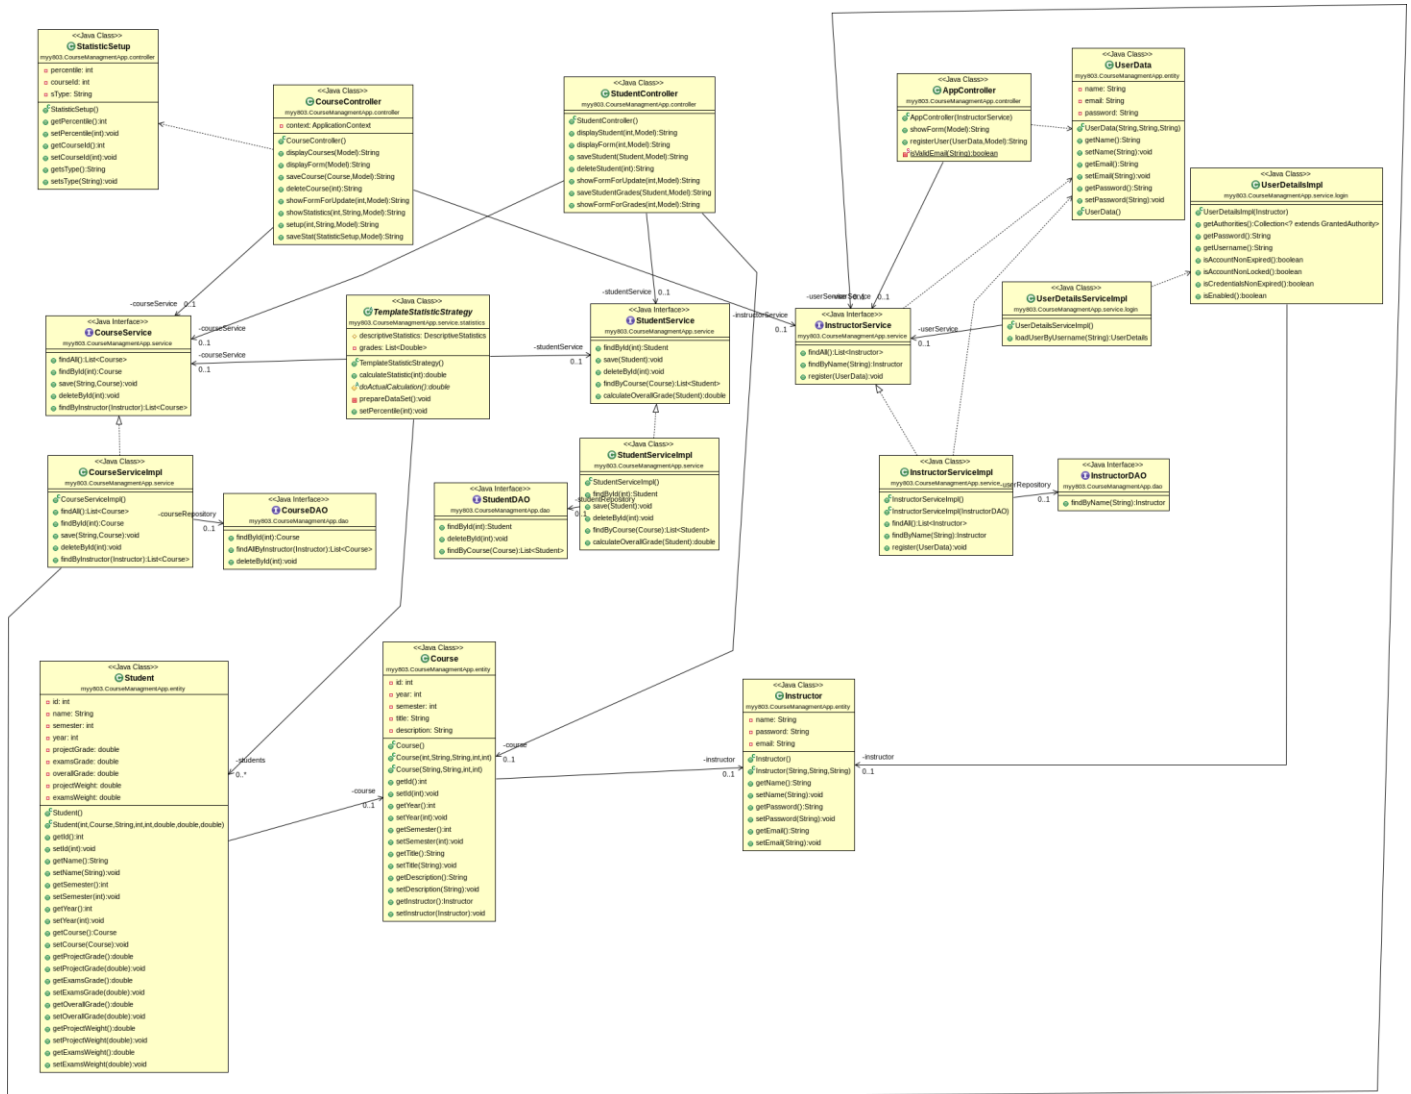 <<Java Class>>
StatisticSetup
myy803.CourseManagmentApp.controller
percentile: int
courseId: int
sType: String
StatisticSetup()
getPercentile():int
setPercentile(int):void
getCourseId():int
setCourseId(int):void
getsType():String
setsType(String):void
<<Java Class>>
CourseController
myy803.CourseManagmentApp.controller
context: ApplicationContext
CourseController()
displayCourses(Model):String
displayForm(Model):String
saveCourse(Course,Model):String
deleteCourse(int):String
showFormForUpdate(int,Model):String
showStatistics(int,String,Model):String
setup(int,String,Model):String
saveStat(StatisticSetup,Model):String
<<Java Class>>
StudentController
myy803.CourseManagmentApp.controller
StudentController()
displayStudent(int,Model):String
displayForm(int,Model):String
saveStudent(Student,Model):String
deleteStudent(int):String
showFormForUpdate(int,Model):String
saveStudentGrades(Student,Model):String
showFormForGrades(int,Model):String
<<Java Class>>
AppController
myy803.CourseManagmentApp.controller
AppController(InstructorService)
showForm(Model):String
registerUser(UserData,Model):String
isValidEmail(String):boolean
<<Java Class>>
UserData
myy803.CourseManagmentApp.entity
name: String
email: String
password: String
UserData(String,String,String)
getName():String
setName(String):void
getEmail():String
setEmail(String):void
getPassword():String
setPassword(String):void
UserData()
<<Java Class>>
UserDetailsImpl
myy803.CourseManagmentApp.service.login
UserDetailsImpl(Instructor)
getAuthorities():Collection<? extends GrantedAuthority>
getPassword():String
getUsername():String
isAccountNonExpired():boolean
isAccountNonLocked():boolean
isCredentialsNonExpired():boolean
isEnabled():boolean
<<Java Class>>
UserDetailsServiceImpl
myy803.CourseManagmentApp.service.login
UserDetailsServiceImpl()
loadUserByUsername(String):UserDetails
-courseService 0..1
-courseService
0..1
-courseService
0..1
-studentService
0..1
-studentService 0..1
-instructorService
0..1
-userService
0..1
-userService
0..1
<<Java Interface>>
CourseService
myy803.CourseManagmentApp.service
findAll():List<Course>
findById(int):Course
save(String,Course):void
deleteById(int):void
findByInstructor(Instructor):List<Course>
<<Java Class>>
TemplateStatisticStrategy
myy803.CourseManagmentApp.service.statistics
descriptiveStatistics: DescriptiveStatistics
grades: List<Double>
TemplateStatisticStrategy()
calculateStatistic(int):double
doActualCalculation():double
prepareDataSet():void
setPercentile(int):void
<<Java Interface>>
StudentService
myy803.CourseManagmentApp.service
findById(int):Student
save(Student):void
deleteById(int):void
findByCourse(Course):List<Student>
calculateOverallGrade(Student):double
<<Java Interface>>
InstructorService
myy803.CourseManagmentApp.service
findAll():List<Instructor>
findByName(String):Instructor
register(UserData):void
<<Java Class>>
CourseServiceImpl
myy803.CourseManagmentApp.service
CourseServiceImpl()
findAll():List<Course>
findById(int):Course
save(String,Course):void
deleteById(int):void
findByInstructor(Instructor):List<Course>
-courseRepository
0..1
<<Java Interface>>
CourseDAO
myy803.CourseManagmentApp.dao
findById(int):Course
findAllByInstructor(Instructor):List<Course>
deleteById(int):void
<<Java Interface>>
StudentDAO
myy803.CourseManagmentApp.dao
findById(int):Student
deleteById(int):void
findByCourse(Course):List<Student>
-studentRepository
0..1
<<Java Class>>
StudentServiceImpl
myy803.CourseManagmentApp.service
StudentServiceImpl()
findById(int):Student
save(Student):void
deleteById(int):void
findByCourse(Course):List<Student>
calculateOverallGrade(Student):double
<<Java Class>>
InstructorServiceImpl
myy803.CourseManagmentApp.service
InstructorServiceImpl()
InstructorServiceImpl(InstructorDAO)
findAll():List<Instructor>
findByName(String):Instructor
register(UserData):void
-userRepository
0..1
<<Java Interface>>
InstructorDAO
myy803.CourseManagmentApp.dao
findByName(String):Instructor
<<Java Class>>
Student
myy803.CourseManagmentApp.entity
id: int
name: String
semester: int
year: int
projectGrade: double
examsGrade: double
overallGrade: double
projectWeight: double
examsWeight: double
Student()
Student(int,Course,String,int,int,double,double,double)
getId():int
setId(int):void
getName():String
setName(String):void
getSemester():int
setSemester(int):void
getYear():int
setYear(int):void
getCourse():Course
setCourse(Course):void
getProjectGrade():double
setProjectGrade(double):void
getExamsGrade():double
setExamsGrade(double):void
getOverallGrade():double
setOverallGrade(double):void
getProjectWeight():double
setProjectWeight(double):void
getExamsWeight():double
setExamsWeight(double):void
-students
0..*
-course
0..1
<<Java Class>>
Course
myy803.CourseManagmentApp.entity
id: int
year: int
semester: int
title: String
description: String
Course()
Course(int,String,String,int,int)
Course(String,String,int,int)
getId():int
setId(int):void
getYear():int
setYear(int):void
getSemester():int
setSemester(int):void
getTitle():String
setTitle(String):void
getDescription():String
setDescription(String):void
getInstructor():Instructor
setInstructor(Instructor):void
-course
0..1
-instructor
0..1
<<Java Class>>
Instructor
myy803.CourseManagmentApp.entity
name: String
password: String
email: String
Instructor()
Instructor(String,String,String)
getName():String
setName(String):void
getPassword():String
setPassword(String):void
getEmail():String
setEmail(String):void
-instructor
0..1